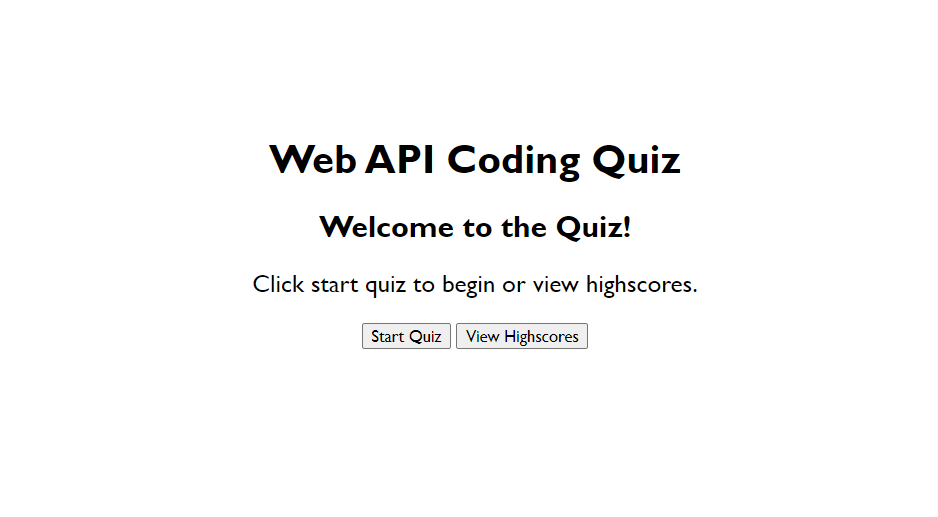 Web API Coding Quiz
Welcome to the Quiz!
Click start quiz to begin or view highscores.
Start Quiz View Highscores